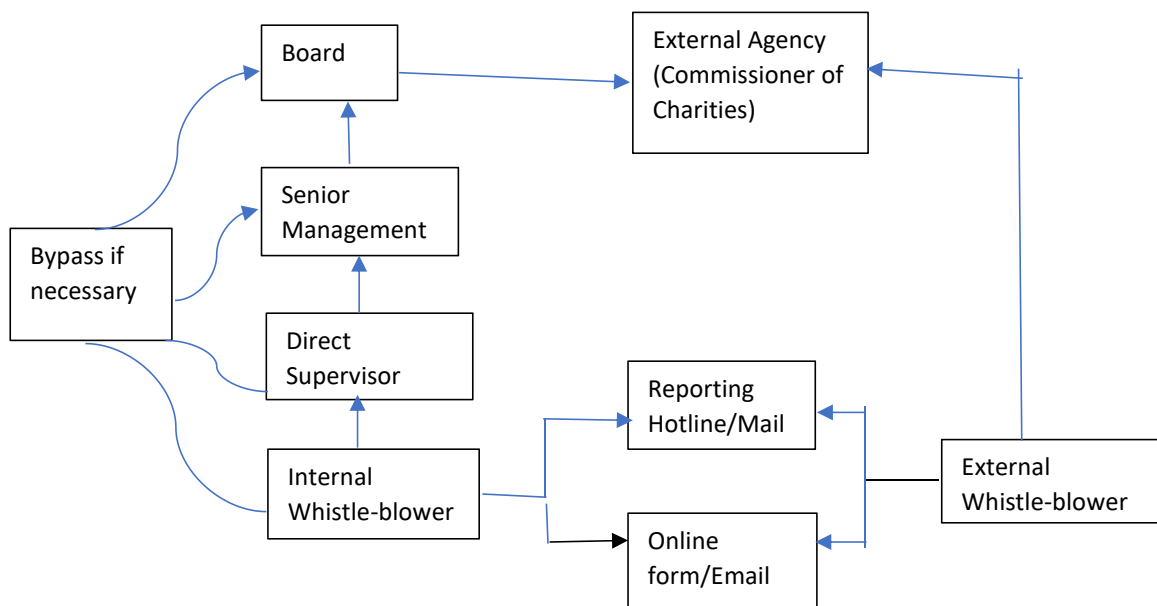 Board
External Agency
(Commissioner of
Charities)
Senior
Management
Bypass if
necessary
Direct
Supervisor
Reporting
Hotline/Mail
Internal
Whistle-blower
External
Whistle-blower
Online
form/Email